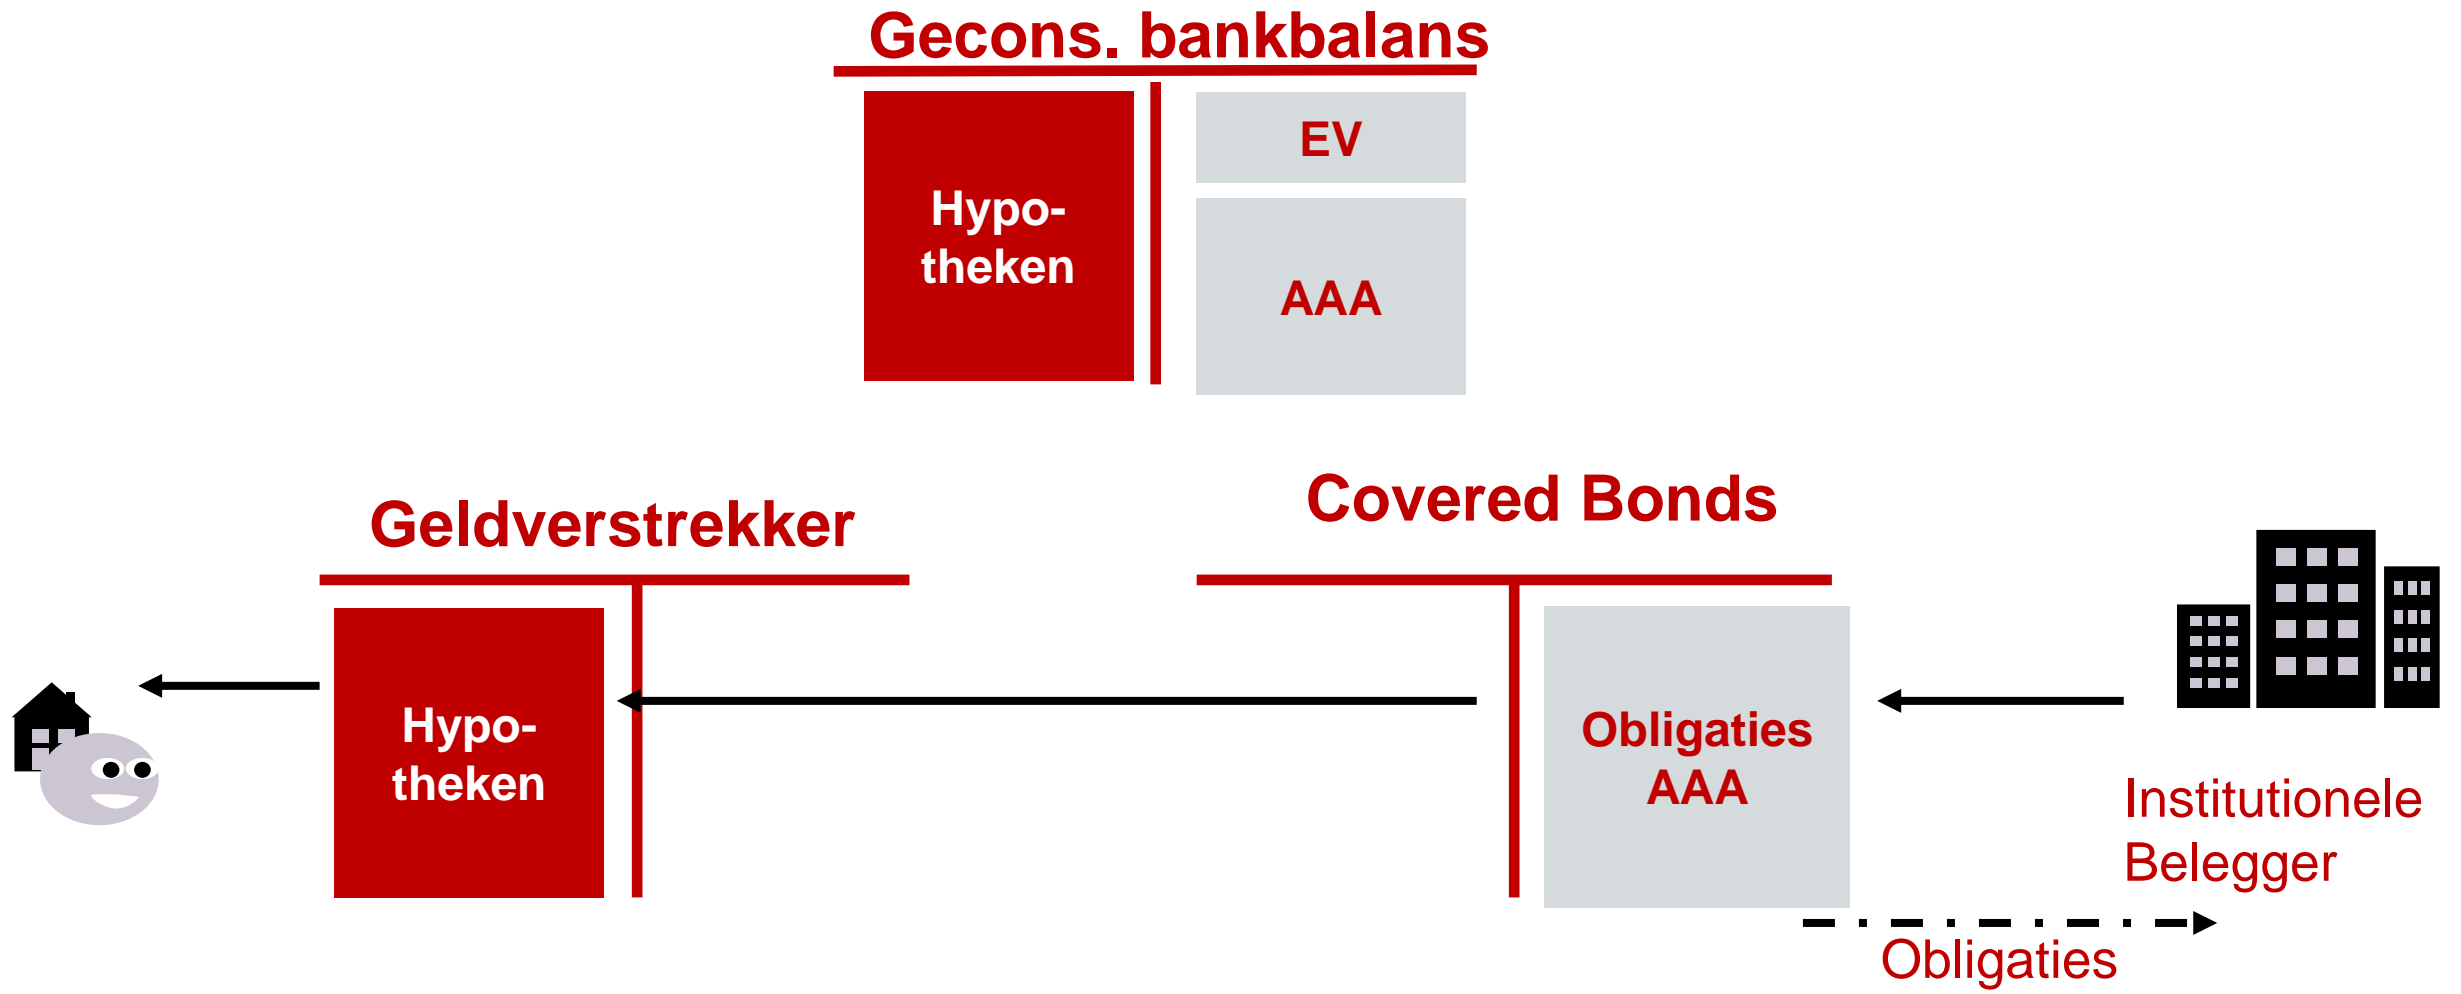 Gecons. bankbalans
Hypo-
theken
EV
AAA
Geldverstrekker
Covered Bonds
Hypo-
theken
Obligaties
AAA
Institutionele
Belegger
Obligaties